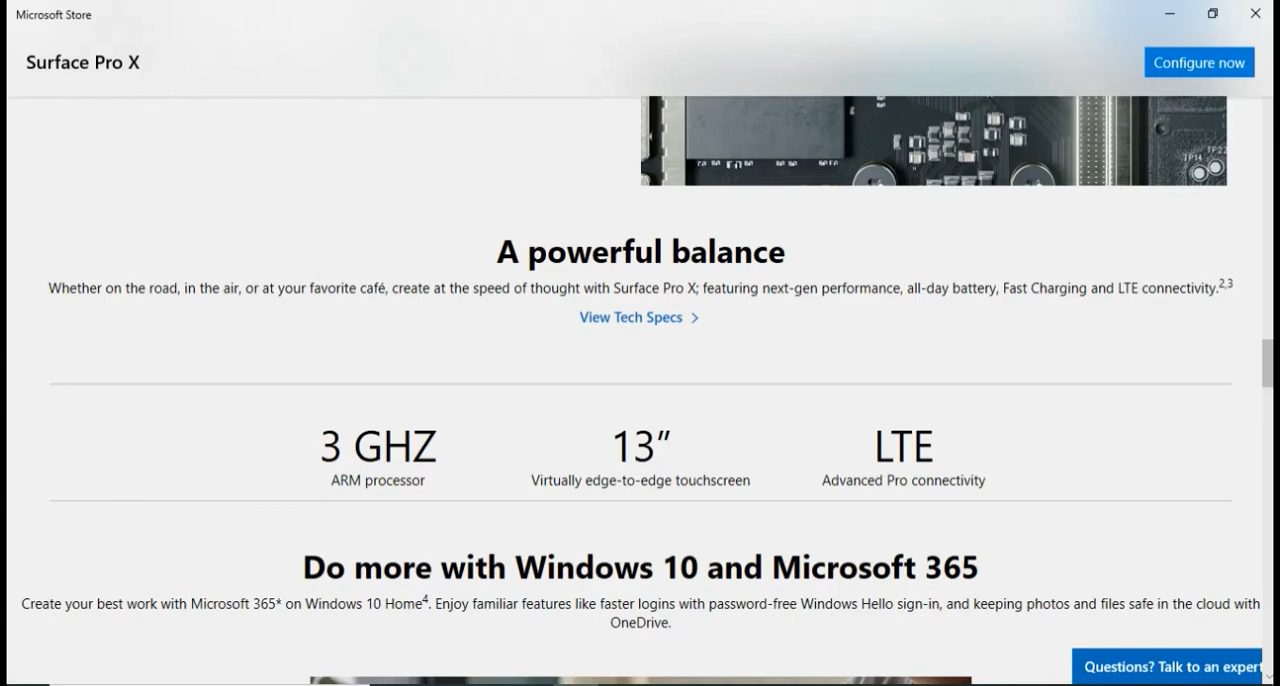 Microsoft Store
Surface Pro X
Configure now
TP14
A powerful balance
Whether on the road, in the air, or at your favorite café, create at the speed of thought with Surface Pro X; featuring next-gen performance, all-day battery, Fast Charging and LTE connectivity.2,3
View Tech Specs
3 GHZ
13”
LTE
ARM processor
Virtually edge-to-edge touchscreen
Advanced Pro connectivity
Do more with Windows 10 and Microsoft 365
Create your best work with Microsoft 365* on Windows 10 Home4. Enjoy familiar features like faster logins with password-free Windows Hello sign-in, and keeping photos and files safe in the cloud with
OneDrive.
Questions? Talk to an expert